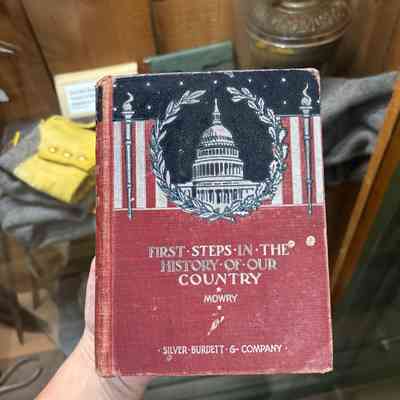 FIRST · STEPS · IN · THE
HISTORY · OF · OUR
COUNTRY
MOWRY
· SILVER · BURDETT · & · COMPANY ·